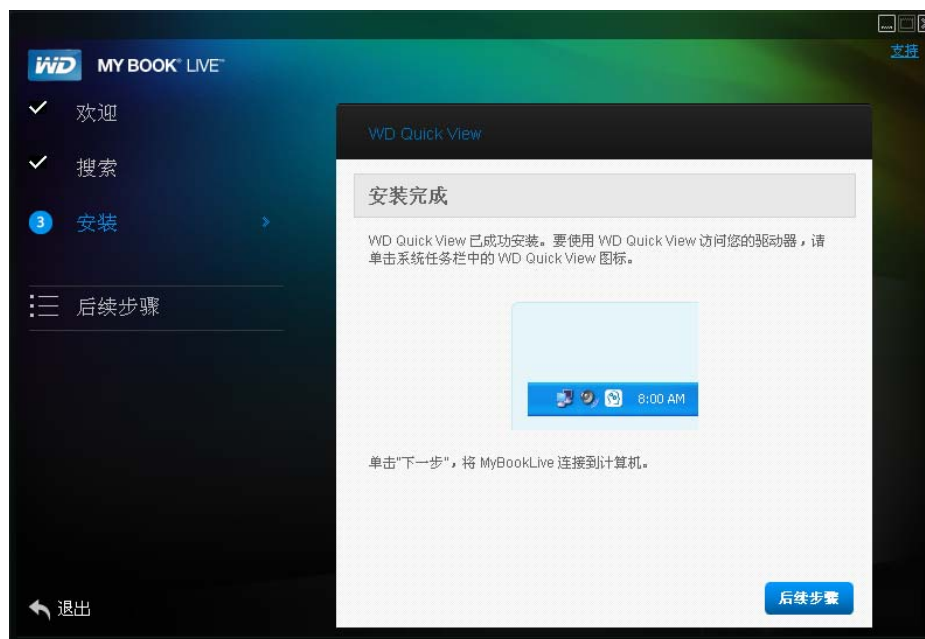 支持
WD MY BOOK® LIVE™
欢迎
搜索
3 安装
后续步骤
退出
WD Quick View
安装完成
WD Quick View 已成功安装。要使用 WD Quick View 访问您的驱动器，请
单击系统任务栏中的 WD Quick View 图标。
8:00 AM
单击"下一步"，将 MyBookLive 连接到计算机。
后续步骤